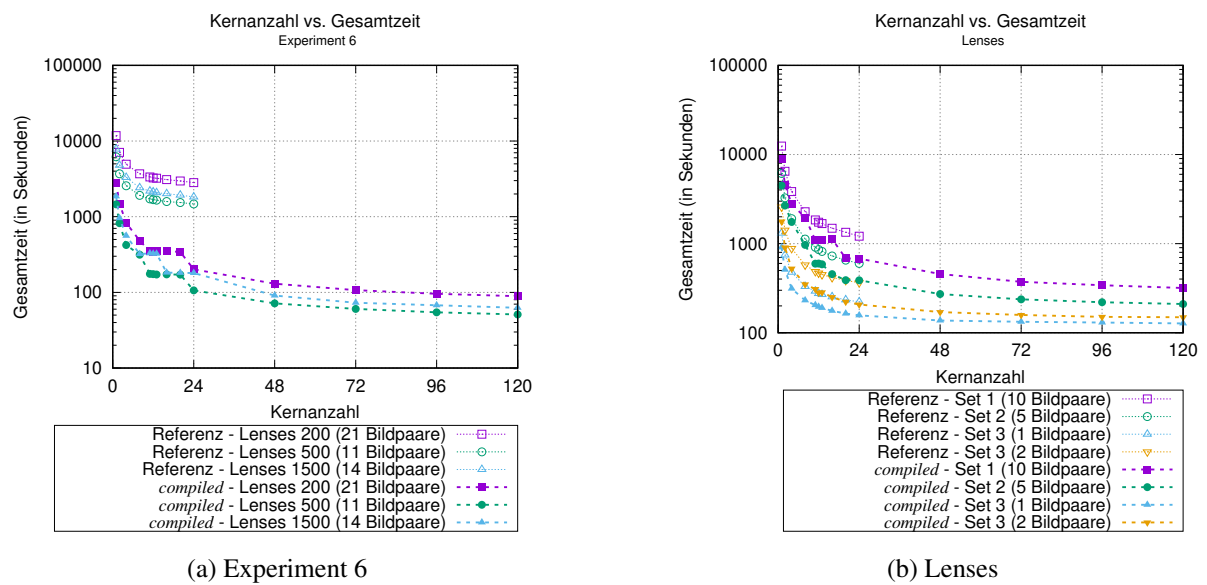 Kernanzahl vs. Gesamtzeit
Experiment 6
Gesamtzeit (in Sekunden)
100000
10000
1000
100
10
0 24 48 72 96 120
Kernanzahl
Referenz - Lenses 200 (21 Bildpaare)
Referenz - Lenses 500 (11 Bildpaare)
Referenz - Lenses 1500 (14 Bildpaare)
compiled - Lenses 200 (21 Bildpaare)
compiled - Lenses 500 (11 Bildpaare)
compiled - Lenses 1500 (14 Bildpaare)
(a) Experiment 6
Kernanzahl vs. Gesamtzeit
Lenses
Gesamtzeit (in Sekunden)
100000
10000
1000
100
0 24 48 72 96 120
Kernanzahl
Referenz - Set 1 (10 Bildpaare)
Referenz - Set 2 (5 Bildpaare)
Referenz - Set 3 (1 Bildpaare)
Referenz - Set 3 (2 Bildpaare)
compiled - Set 1 (10 Bildpaare)
compiled - Set 2 (5 Bildpaare)
compiled - Set 3 (1 Bildpaare)
compiled - Set 3 (2 Bildpaare)
(b) Lenses